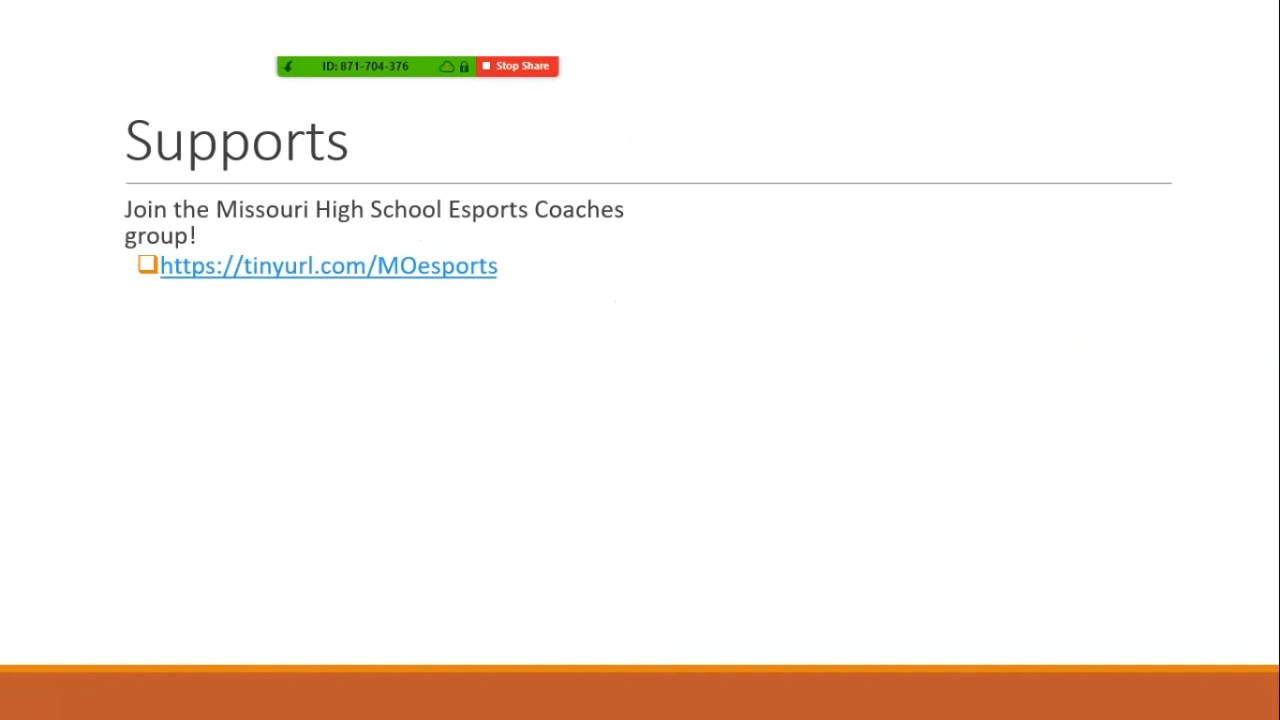 ID: 871-704-376 Stop Share
Supports
Join the Missouri High School Esports Coaches
group!
https://tinyurl.com/MOesports